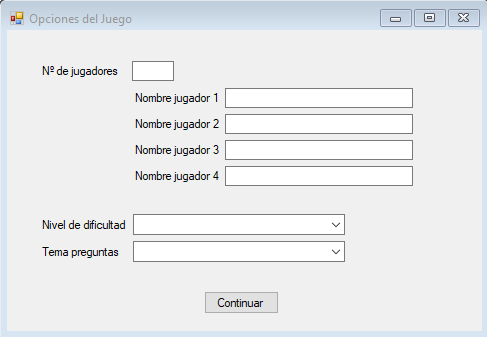 Opciones del Juego
Nº de jugadores
Nombre jugador 1
Nombre jugador 2
Nombre jugador 3
Nombre jugador 4
Nivel de dificultad
Tema preguntas
Continuar